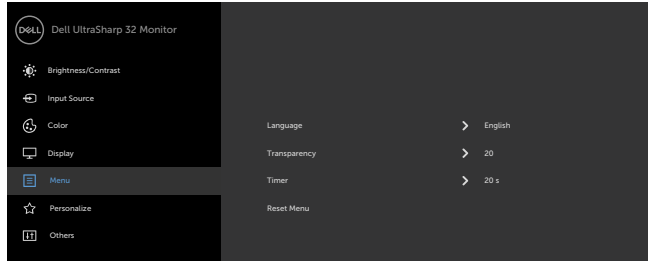 DELL Dell UltraSharp 32 Monitor
Brightness/Contrast
Input Source
Color
Display
Menu
Personalize
Others
Language English
Transparency 20
Timer 20 s
Reset Menu